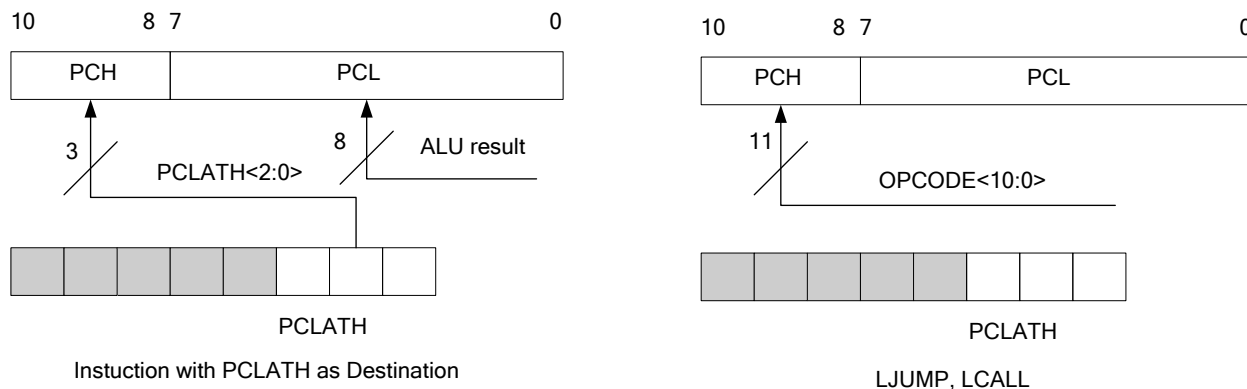 10 8 7 0
PCH PCL
3 8 ALU result
PCLATH<2:0>
PCLATH
Instuction with PCLATH as Destination
10 8 7 0
PCH PCL
11
OPCODE<10:0>
PCLATH
LJUMP, LCALL